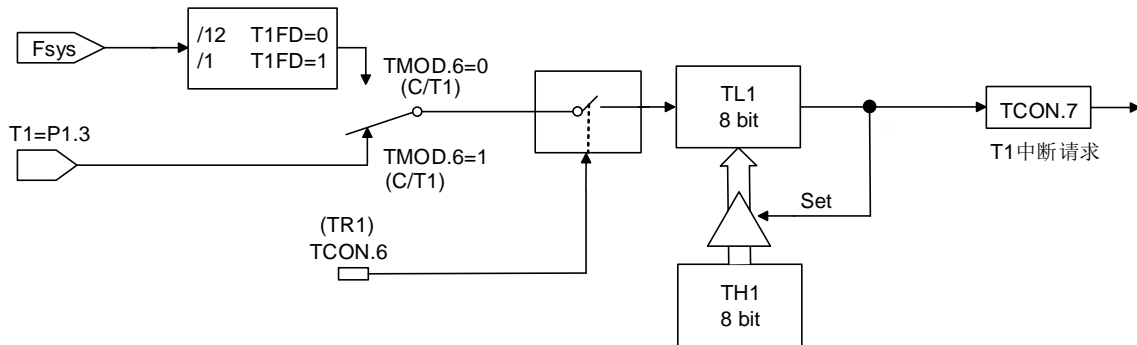 Fsys
/12 T1FD=0
/1 T1FD=1
TMOD.6=0
(C/T1)
T1=P1.3
TMOD.6=1
(C/T1)
(TR1)
TCON.6
TL1
8 bit
TCON.7
T1中断请求
Set
TH1
8 bit